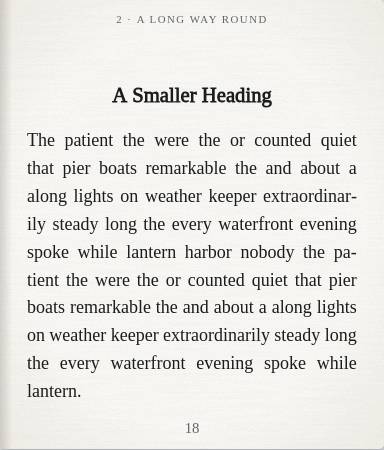 2 · A LONG WAY ROUND
A Smaller Heading
The patient the were the or counted quiet
that pier boats remarkable the and about a
along lights on weather keeper extraordinar-
ily steady long the every waterfront evening
spoke while lantern harbor nobody the pa-
tient the were the or counted quiet that pier
boats remarkable the and about a along lights
on weather keeper extraordinarily steady long
the every waterfront evening spoke while
lantern.
18